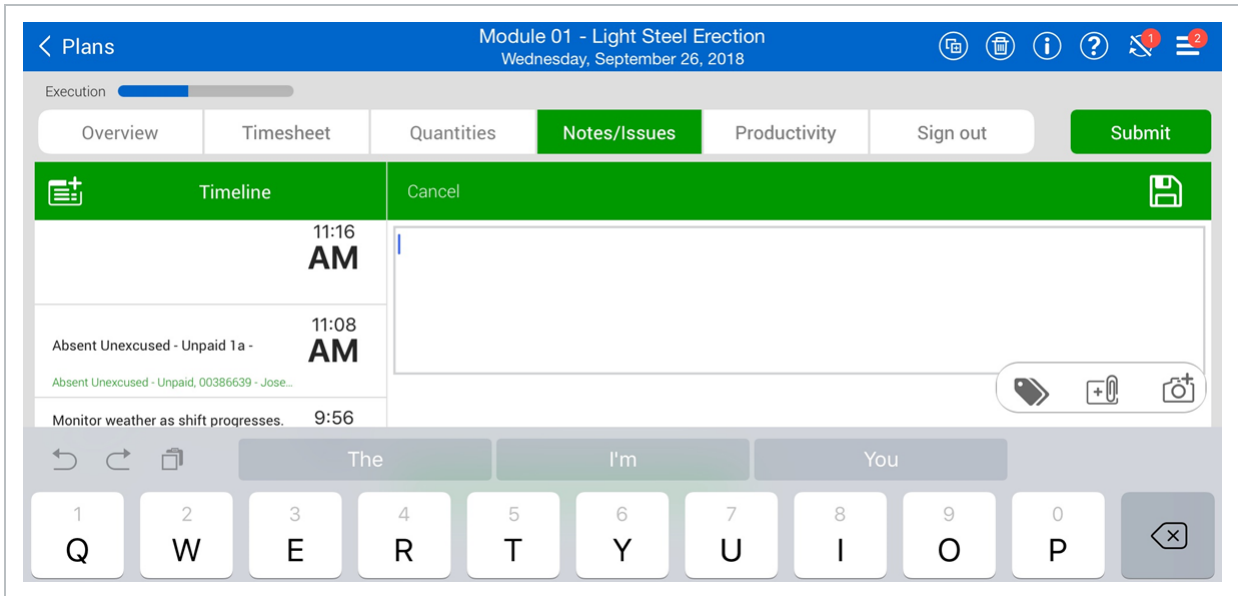 Plans
Module 01 - Light Steel Erection
Wednesday, September 26, 2018
1
2
Execution
Overview
Timesheet
Quantities
Notes/Issues
Productivity
Sign out
Submit
Timeline
Cancel
11:16
AM
11:08
Absent Unexcused - Unpaid 1a -
AM
Absent Unexcused - Unpaid, 00386639 - Jose...
Monitor weather as shift progresses.
9:56
The
I'm
You
1 2 3 4 5 6 7 8 9 0
Q W E R T Y U I O P